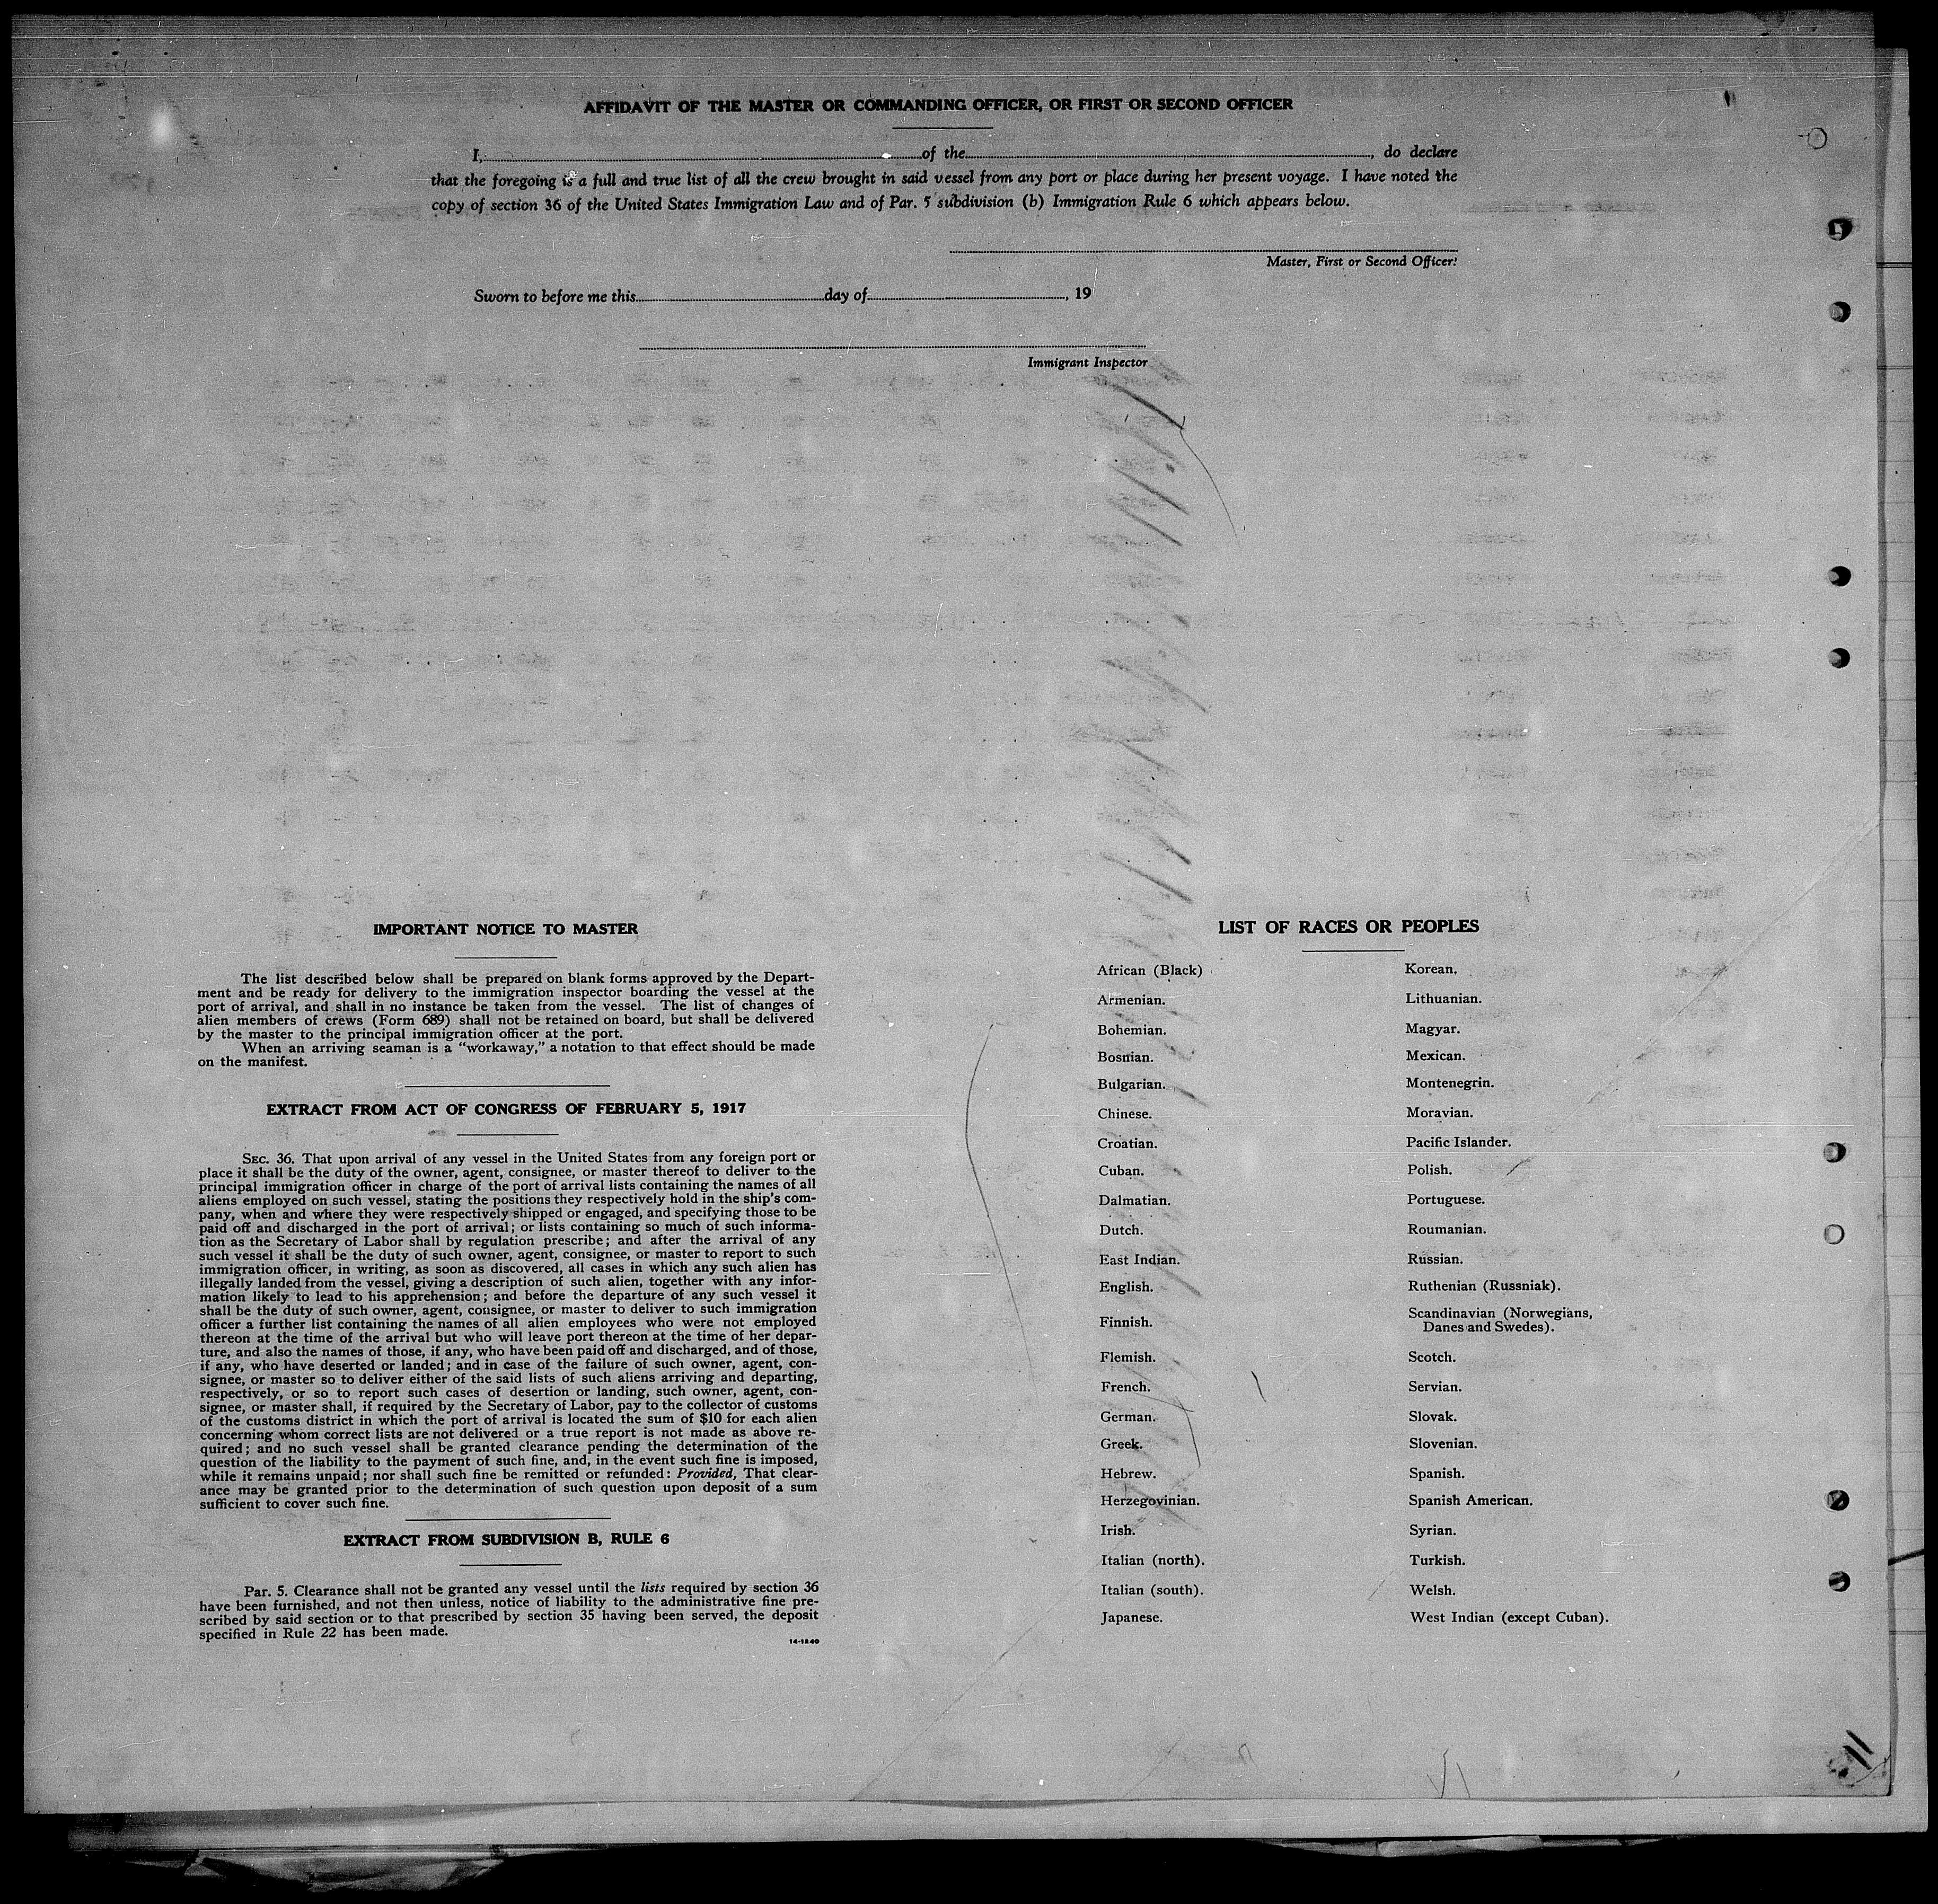 AFFIDAVIT OF THE MASTER OR COMMANDING OFFICER, OR FIRST OR SECOND OFFICER
I, of the , do declare
that the foregoing is a full and true list of all the crew brought in said vessel from any port or place during her present voyage. I have noted the
copy of section 36 of the United States Immigration Law and of Par. 5 subdivision (b) Immigration Rule 6 which appears below.
Master, First or Second Officer.
Sworn to before me this day of , 19
Immigrant Inspector
IMPORTANT NOTICE TO MASTER
The list described below shall be prepared on blank forms approved by the Depart-
ment and be ready for delivery to the immigration inspector boarding the vessel at the
port of arrival, and shall in no instance be taken from the vessel. The list of changes of
alien members of crews (Form 689) shall not be retained on board, but shall be delivered
by the master to the principal immigration officer at the port.
When an arriving seaman is a "workaway," a notation to that effect should be made
on the manifest.
EXTRACT FROM ACT OF CONGRESS OF FEBRUARY 5, 1917
SEC. 36. That upon arrival of any vessel in the United States from any foreign port or
place it shall be the duty of the owner, agent, consignee, or master thereof to deliver to the
principal immigration officer in charge of the port of arrival lists containing the names of all
aliens employed on such vessel, stating the positions they respectively hold in the ship's com-
pany, when and where they were respectively shipped or engaged, and specifying those to be
paid off and discharged in the port of arrival; or lists containing so much of such informa-
tion as the Secretary of Labor shall by regulation prescribe; and after the arrival of any
such vessel it shall be the duty of such owner, agent, consignee, or master to report to such
immigration officer, in writing, as soon as discovered, all cases in which any such alien has
illegally landed from the vessel, giving a description of such alien, together with any infor-
mation likely to lead to his apprehension; and before the departure of any such vessel it
shall be the duty of such owner, agent, consignee, or master to deliver to such immigration
officer a further list containing the names of all alien employees who were not employed
thereon at the time of the arrival but who will leave port thereon at the time of her depar-
ture, and also the names of those, if any, who have been paid off and discharged, and of those,
if any, who have deserted or landed; and in case of the failure of such owner, agent, con-
signee, or master so to deliver either of the said lists of such aliens arriving and departing,
respectively, or so to report such cases of desertion or landing, such owner, agent, con-
signee, or master shall, if required by the Secretary of Labor, pay to the collector of customs
of the customs district in which the port of arrival is located the sum of $10 for each alien
concerning whom correct lists are not delivered or a true report is not made as above re-
quired; and no such vessel shall be granted clearance pending the determination of the
question of the liability to the payment of such fine, and, in the event such fine is imposed,
while it remains unpaid; nor shall such fine be remitted or refunded: Provided, That clear-
ance may be granted prior to the determination of such question upon deposit of a sum
sufficient to cover such fine.
EXTRACT FROM SUBDIVISION B, RULE 6
Par. 5. Clearance shall not be granted any vessel until the lists required by section 36
have been furnished, and not then unless, notice of liability to the administrative fine pre-
scribed by said section or to that prescribed by section 35 having been served, the deposit
specified in Rule 22 has been made.
14-1240
LIST OF RACES OR PEOPLES
African (Black)
Armenian.
Bohemian.
Bosnian.
Bulgarian.
Chinese.
Croatian.
Cuban.
Dalmatian.
Dutch.
East Indian.
English.
Finnish.
Flemish.
French.
German.
Greek.
Hebrew.
Herzegovinian.
Irish.
Italian (north).
Italian (south).
Japanese.
Korean.
Lithuanian.
Magyar.
Mexican.
Montenegrin.
Moravian.
Pacific Islander.
Polish.
Portuguese.
Roumanian.
Russian.
Ruthenian (Russniak).
Scandinavian (Norwegians,
Danes and Swedes).
Scotch.
Servian.
Slovak.
Slovenian.
Spanish.
Spanish American.
Syrian.
Turkish.
Welsh.
West Indian (except Cuban).